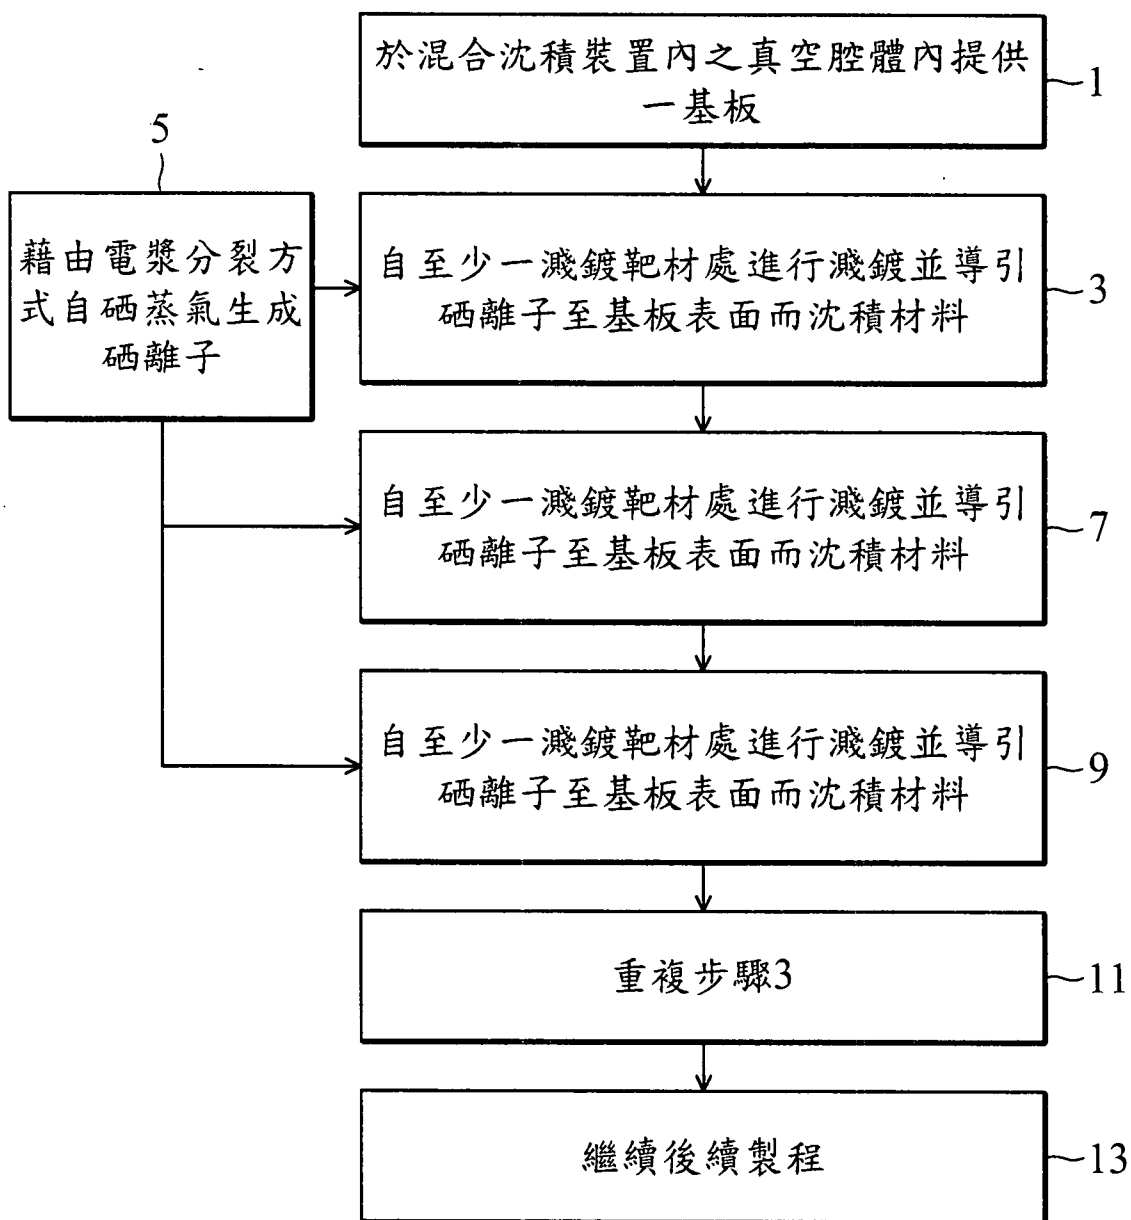 於混合沈積裝置內之真空腔體內提供
一基板
1
5
藉由電漿分裂方
式自硒蒸氣生成
硒離子
自至少一濺鍍靶材處進行濺鍍並導引
硒離子至基板表面而沈積材料
3
自至少一濺鍍靶材處進行濺鍍並導引
硒離子至基板表面而沈積材料
7
自至少一濺鍍靶材處進行濺鍍並導引
硒離子至基板表面而沈積材料
9
重複步驟3
11
繼續後續製程
13